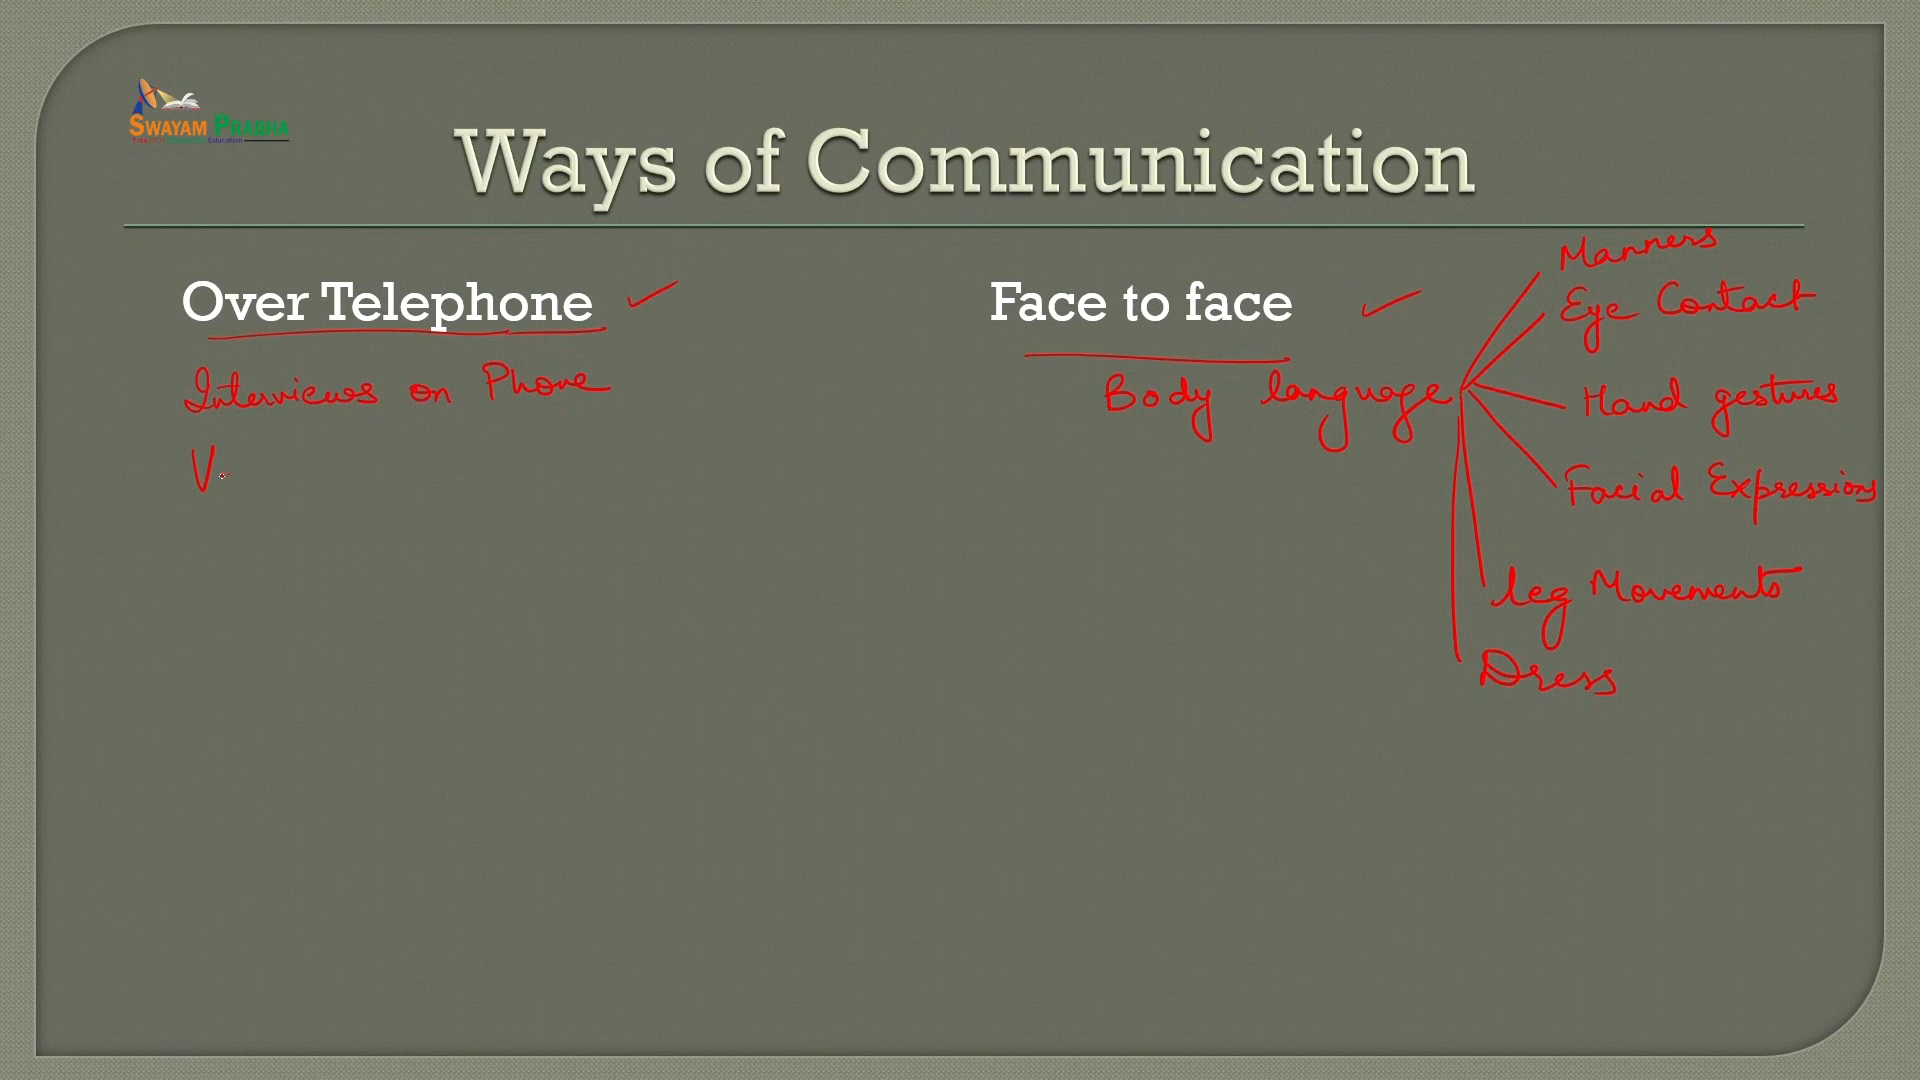 SWAYAM PRABHA
Ways of Communication
Over Telephone
Interviews on Phone
V
Face to face
Body language
Manners
Eye Contact
Hand gestures
Facial Expressions
leg Movements
Dress